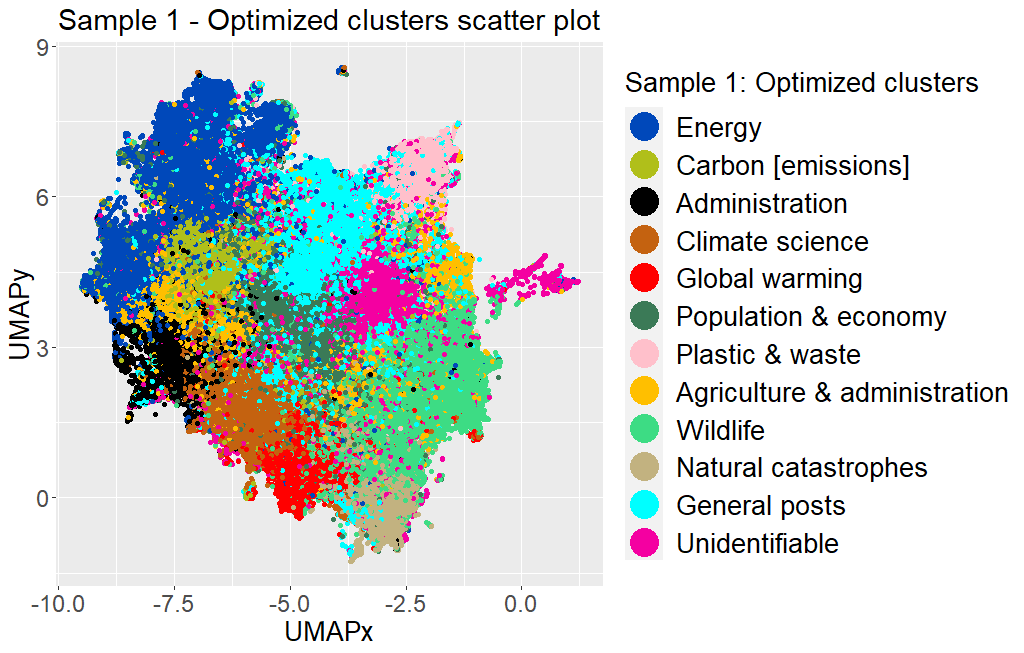 Sample 1 - Optimized clusters scatter plot
9
6
3
0
UMAPy
-10.0 -7.5 -5.0 -2.5 0.0
UMAPx
Sample 1: Optimized clusters
Energy
Carbon [emissions]
Administration
Climate science
Global warming
Population & economy
Plastic & waste
Agriculture & administration
Wildlife
Natural catastrophes
General posts
Unidentifiable